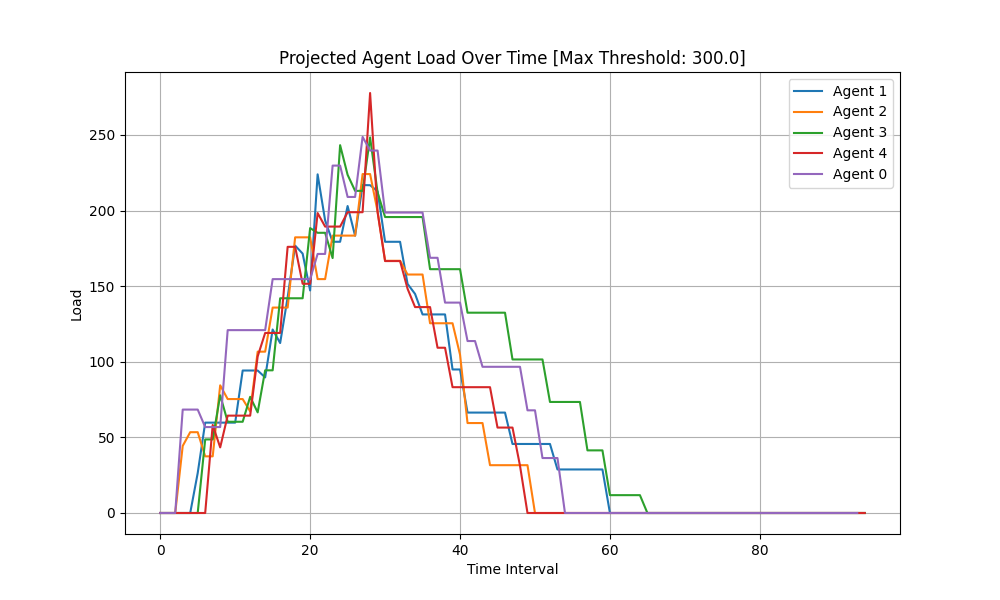 Projected Agent Load Over Time [Max Threshold: 300.0]
Agent 1
Agent 2
Agent 3
Agent 4
Agent 0
Load
250
200
150
100
50
0
0 20 40 60 80
Time Interval